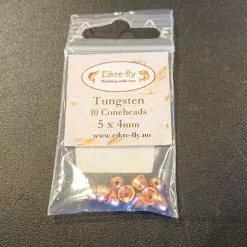 Eikre-fly
Tungsten
10 Coneheads
5 x 4mm
www.eikre-fly.no